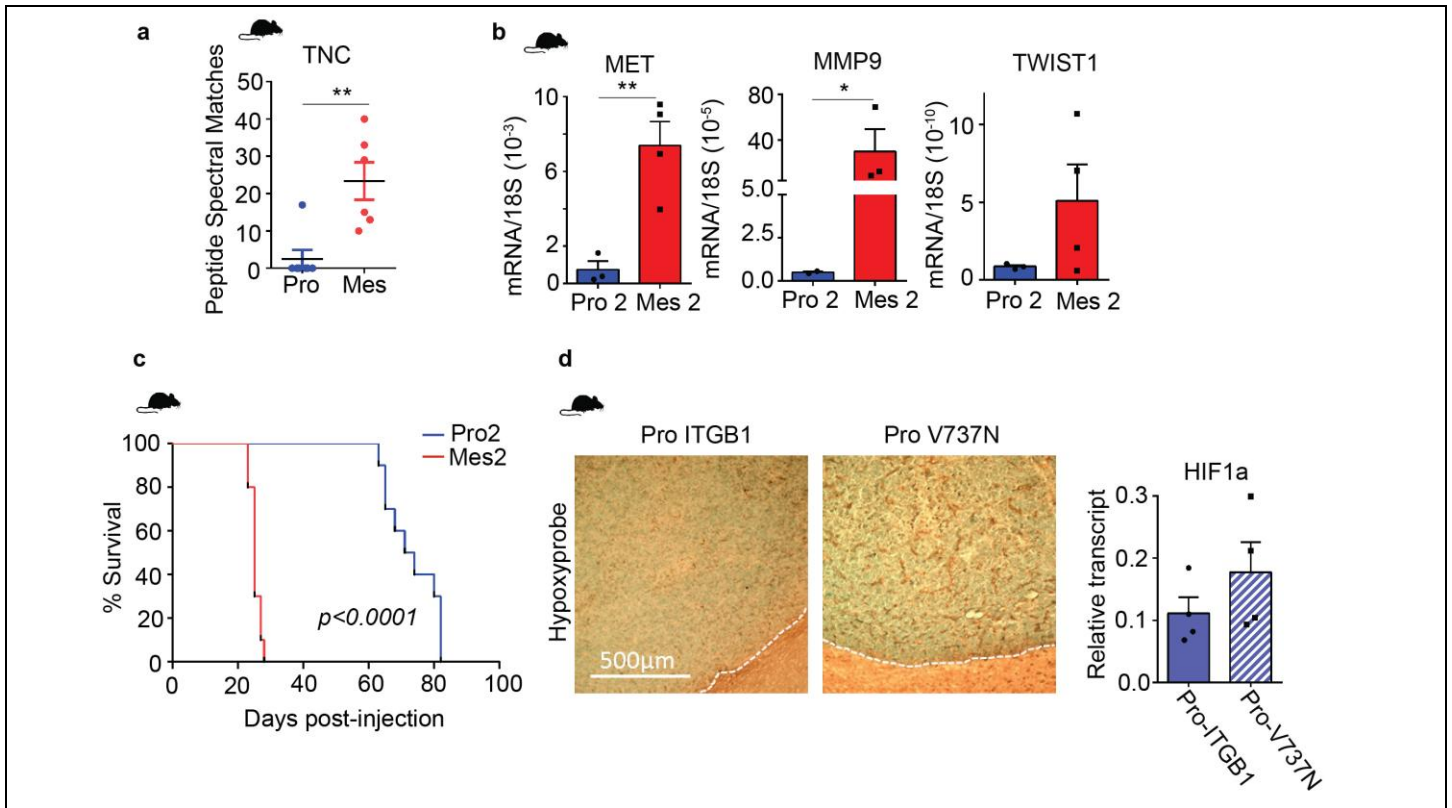 a
TNC
Peptide Spectral Matches
50
40
30
20
10
0
**
Pro Mes
b
MET
mRNA/18S (10-3)
10
6
2
0
**
Pro 2 Mes 2
MMP9
mRNA/18S (10-5)
80
40
5.0
5.0
2.5
0.0
*
Pro 2 Mes 2
TWIST1
mRNA/18S (10-10)
10
5
0
Pro 2 Mes 2
c
% Survival
100
80
60
40
20
0
Pro2
Mes2
p<0.0001
0 20 40 60 80 100
Days post-injection
d
Pro ITGB1 Pro V737N
Hypoxyprobe
500µm
HIF1a
Relative transcript
0.3
0.2
0.1
0.0
Pro-ITGB1
Pro-V737N